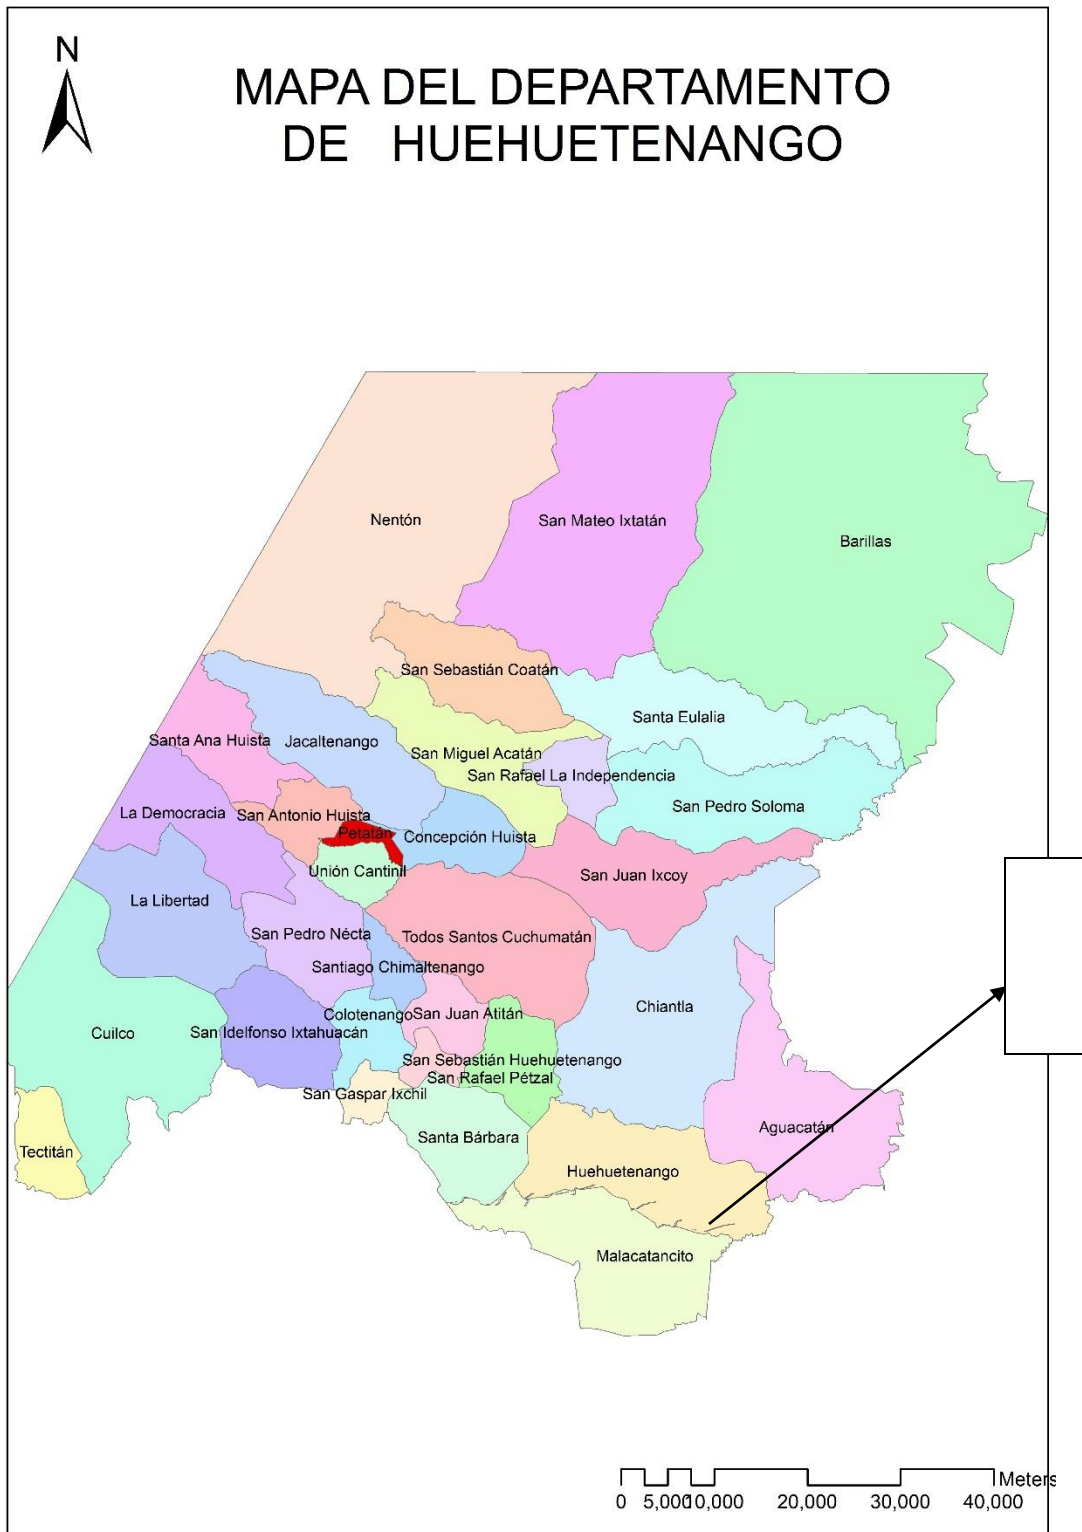 N
MAPA DEL DEPARTAMENTO
DE HUEHUETENANGO
Nentón
San Mateo Ixtatán
Barillas
San Sebastián Coatán
Santa Eulalia
Santa Ana Huista
Jacaltenango
San Miguel Acatán
San Rafael La Independencia
San Pedro Soloma
La Democracia
San Antonio Huista
Petatán
Concepción Huista
Unión Cantinil
San Juan Ixcoy
La Libertad
San Pedro Nécta
Todos Santos Cuchumatán
Santiago Chimaltenango
Chiantla
Colotenango
San Juan Atitán
Cuilco
San Idelfonso Ixtahuacán
San Sebastián Huehuetenango
San Rafael Pétzal
San Gaspar Ixchil
Aguacatán
Santa Bárbara
Tectitán
Huehuetenango
Malacatancito
Meters
0 5,000 10,000 20,000 30,000 40,000